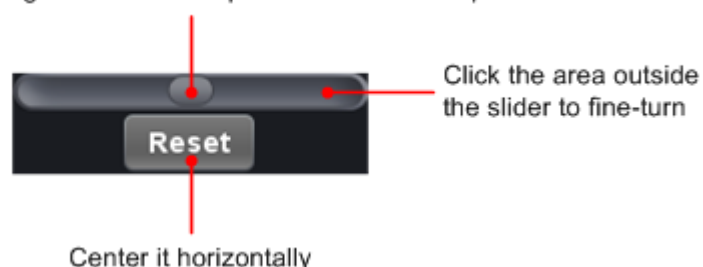 Click the area outside
the slider to fine-turn
Reset
Center it horizontally